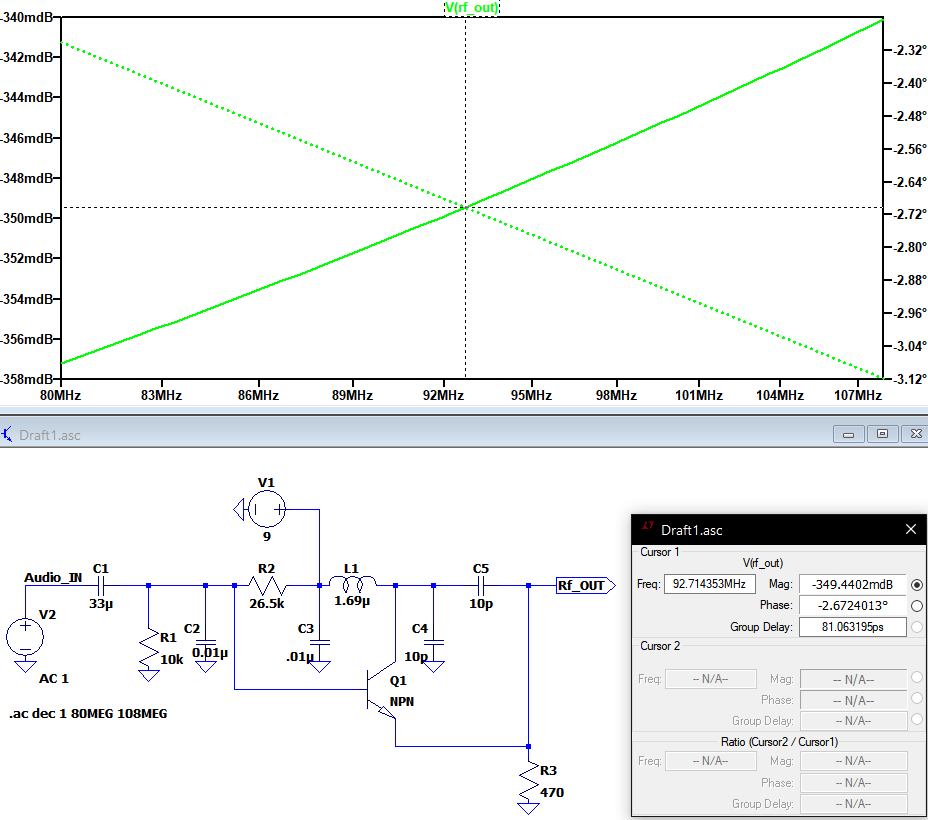 V(rf_out)
-340mdB
-342mdB
-344mdB
-346mdB
-348mdB
-350mdB
-352mdB
-354mdB
-356mdB
-358mdB
-2.32°
-2.40°
-2.48°
-2.56°
-2.64°
-2.72°
-2.80°
-2.88°
-2.96°
-3.04°
-3.12°
80MHz 83MHz 86MHz 89MHz 92MHz 95MHz 98MHz 101MHz 104MHz 107MHz
Draft1.asc
V1
9
Audio_IN
C1
33µ
R2
26.5k
L1
1.69µ
C5
10p
Rf_OUT
V2
AC 1
R1
10k
C2
0.01µ
C3
.01µ
C4
10p
Q1
NPN
R3
470
.ac dec 1 80MEG 108MEG
Draft1.asc
Cursor 1
V(rf_out)
Freq: 92.714353MHz Mag: -349.4402mdB
Phase: -2.6724013°
Group Delay: 81.063195ps
Cursor 2
Freq: -- N/A-- Mag: -- N/A--
Phase: -- N/A--
Group Delay: -- N/A--
Ratio (Cursor2 / Cursor1)
Freq: -- N/A-- Mag: -- N/A--
Phase: -- N/A--
Group Delay: -- N/A--